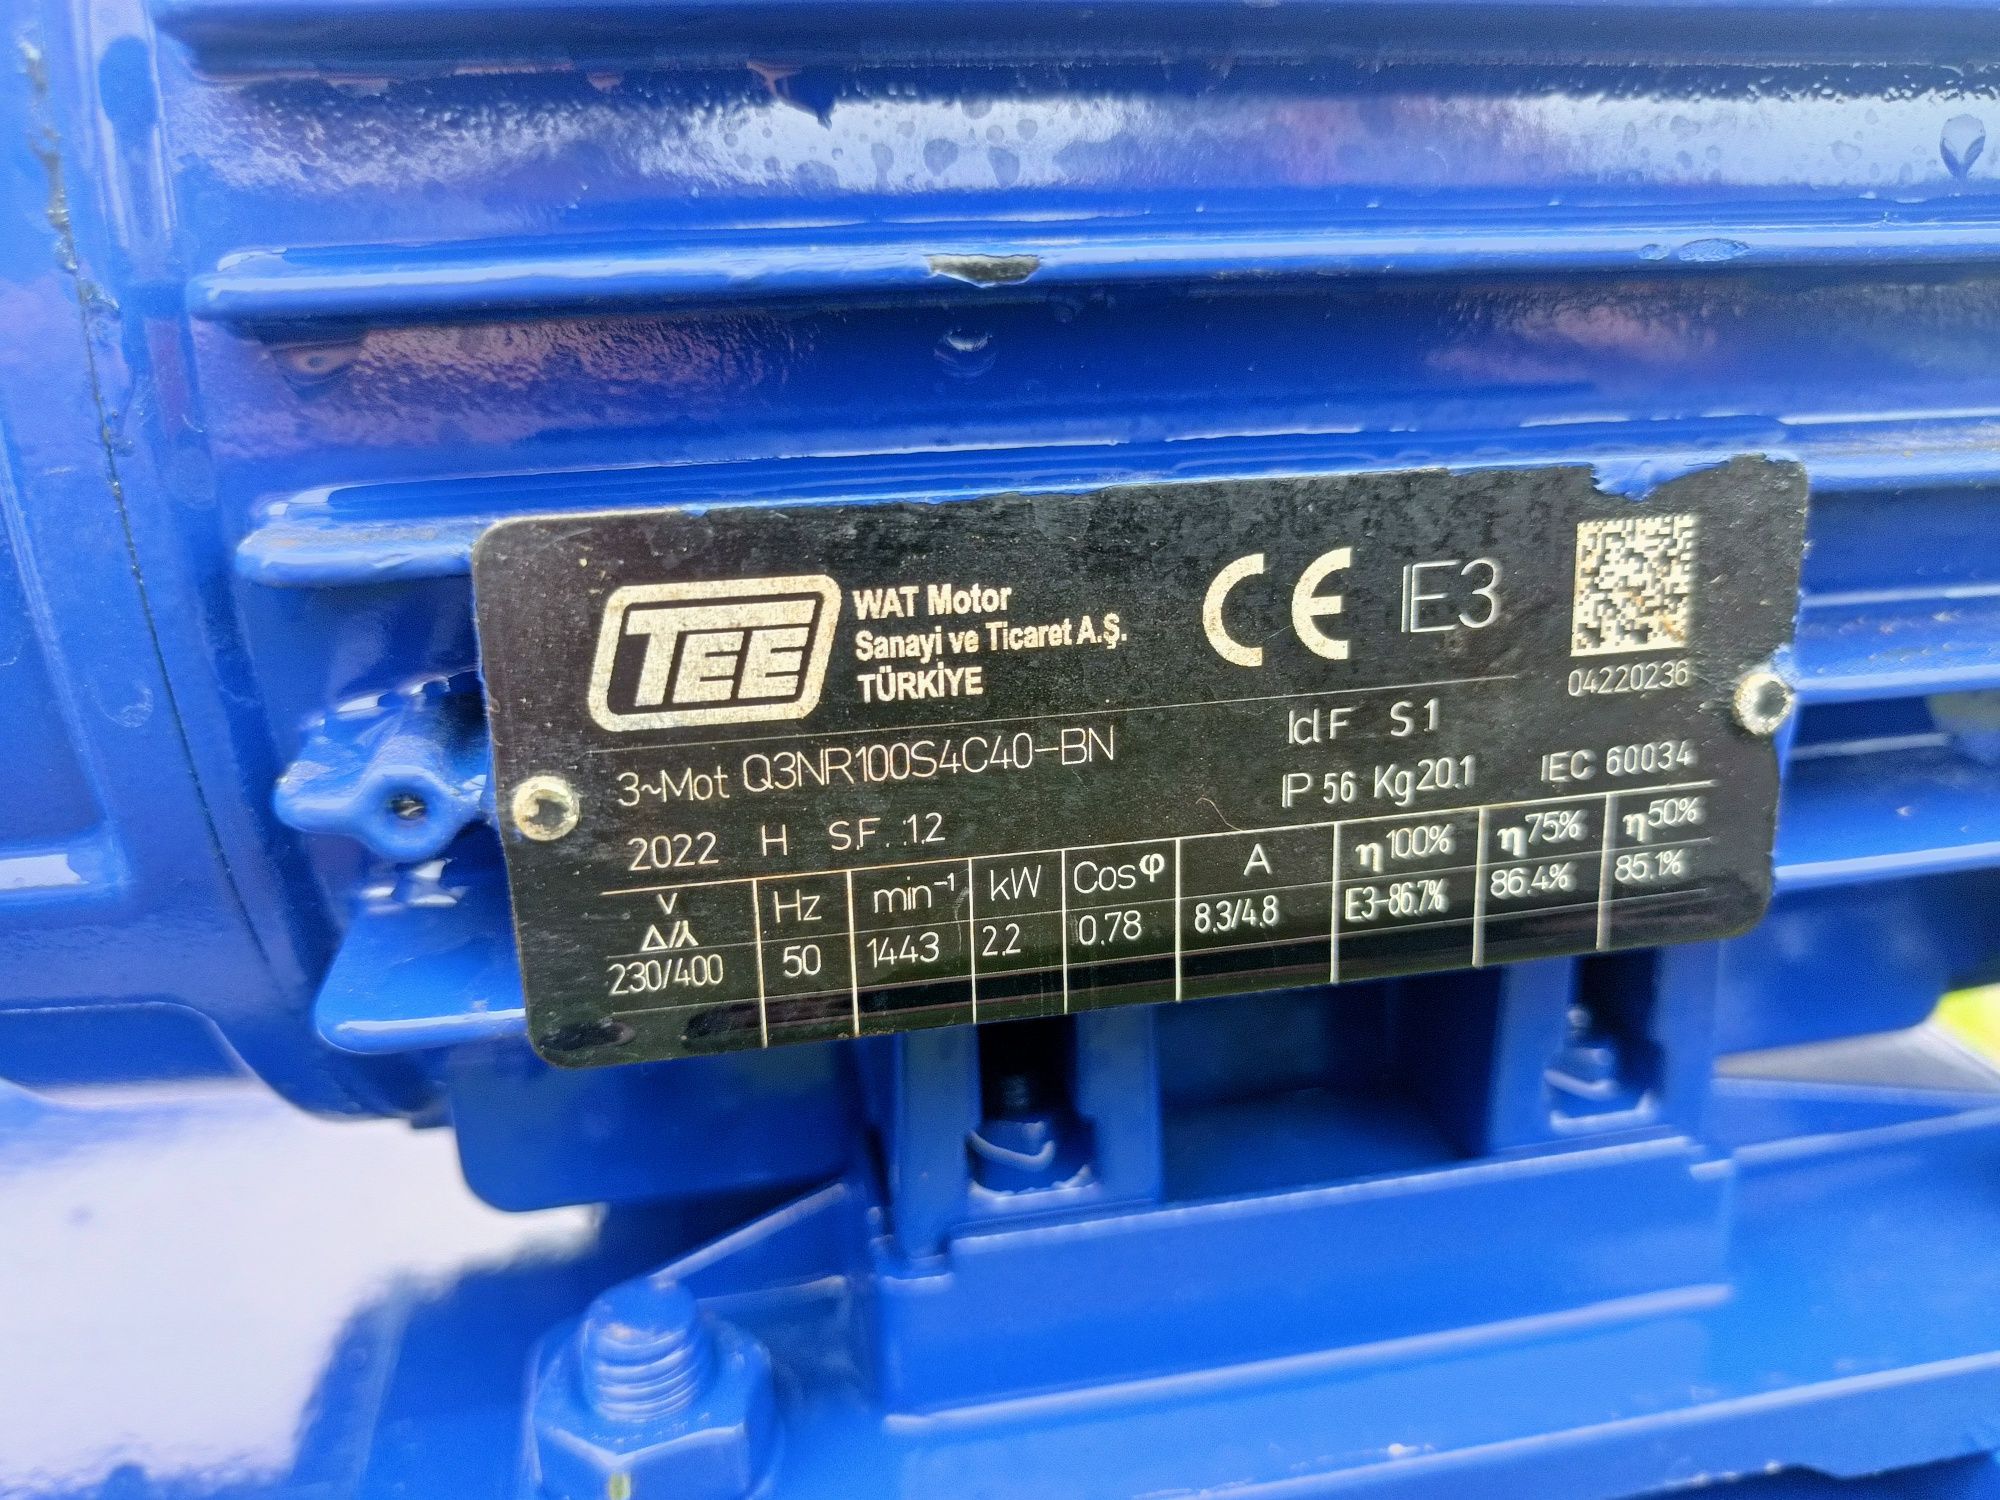 TEE
WAT Motor
Sanayi ve Ticaret A.Ş.
TÜRKİYE
CE IE3
04220236
3~Mot Q3NR100S4C40-BN
Icl F S 1
2022 H S.F. :1.2
IP 56 Kg 20.1 IEC 60034
V Δ/⅄ Hz min⁻¹ kW Cosφ A η100% η75% η50%
230/400 50 1443 2.2 0.78 8.3/4.8 E3-86.7% 86.4% 85.1%